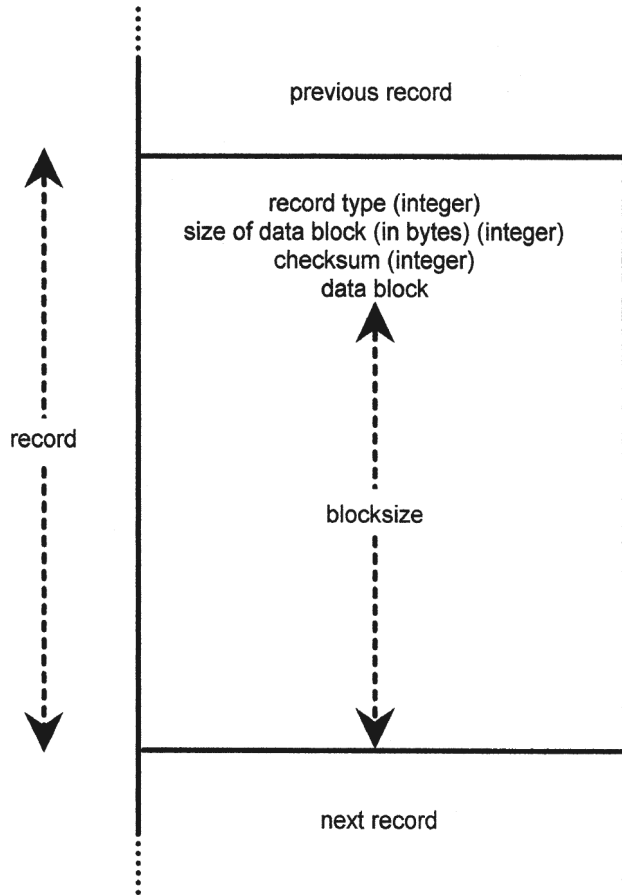 previous record
record type (integer)
size of data block (in bytes) (integer)
checksum (integer)
data block
record
blocksize
next record